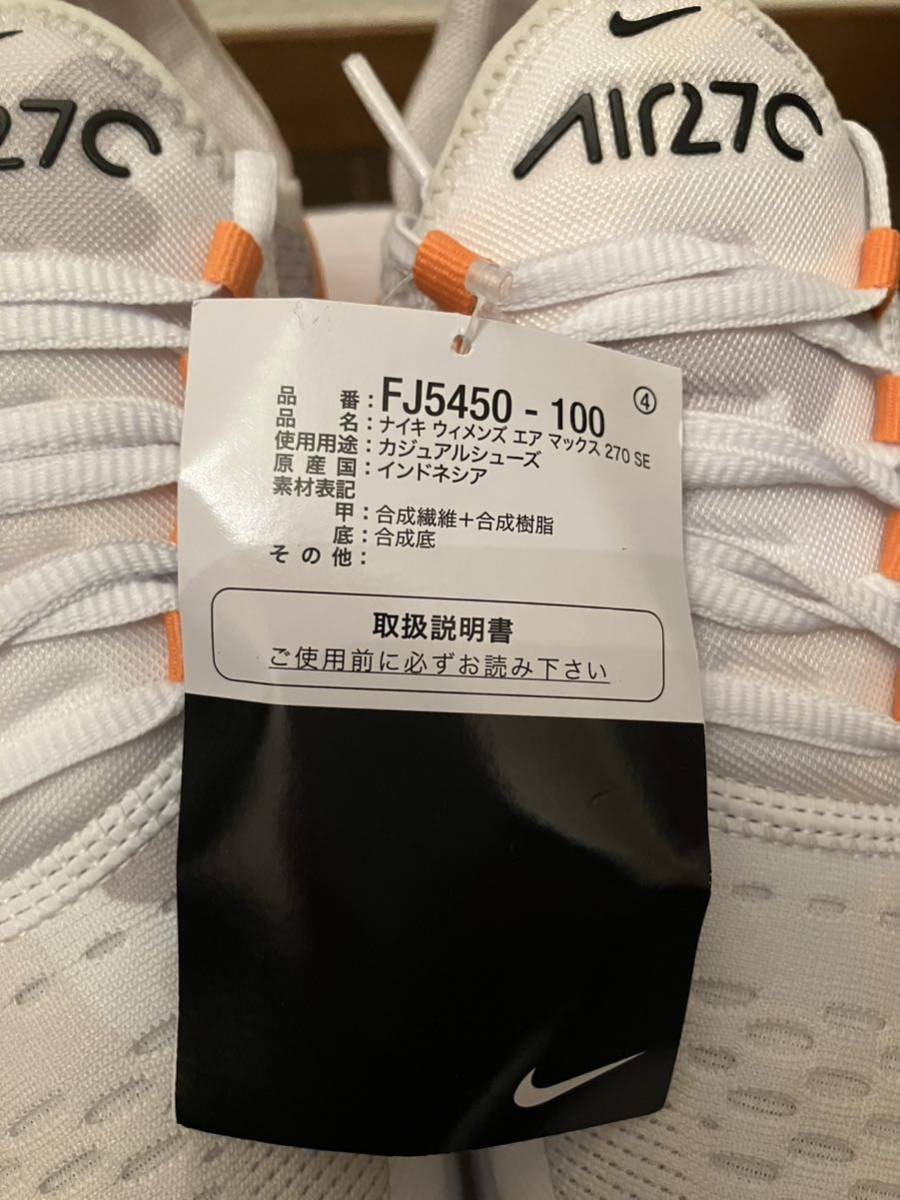 270
AIR270
④
品番：FJ5450 - 100
品名：ナイキ ウィメンズ エア マックス 270 SE
使用用途：カジュアルシューズ
原産国：インドネシア
素材表記
甲：合成繊維＋合成樹脂
底：合成底
その他：
取扱説明書
ご使用前に必ずお読み下さい